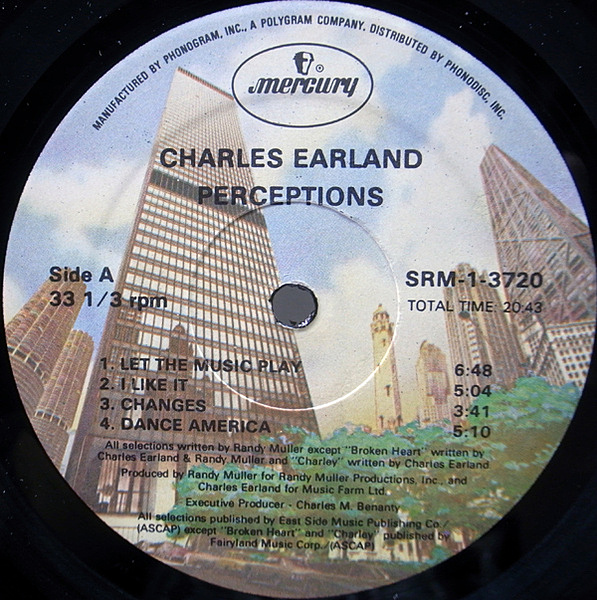 MANUFACTURED BY PHONOGRAM, INC., A POLYGRAM COMPANY. DISTRIBUTED BY PHONODISC, INC.
mercury
CHARLES EARLAND
PERCEPTIONS
Side A
33 1/3 rpm
SRM-1-3720
TOTAL TIME: 20:43
1. LET THE MUSIC PLAY 6:48
2. I LIKE IT 5:04
3. CHANGES 3:41
4. DANCE AMERICA 5:10
All selections written by Randy Muller except "Broken Heart" written by
Charles Earland & Randy Muller and "Charley" written by Charles Earland
Produced by Randy Muller for Randy Muller Productions, Inc., and
Charles Earland for Music Farm Ltd.
Executive Producer - Charles M. Benanty
All selections published by East Side Music Publishing Co./
(ASCAP) except "Broken Heart" and "Charley" published by
Fairyland Music Corp. (ASCAP)